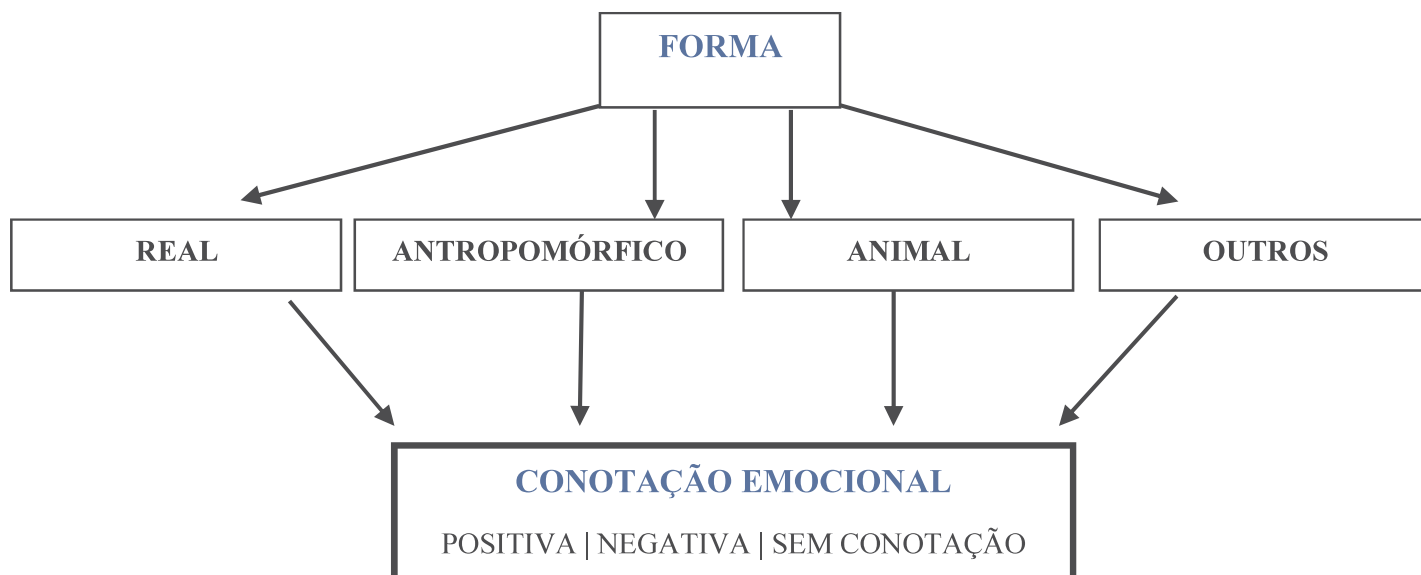 FORMA
REAL
ANTROPOMÓRFICO
ANIMAL
OUTROS
CONOTAÇÃO EMOCIONAL
POSITIVA | NEGATIVA | SEM CONOTAÇÃO